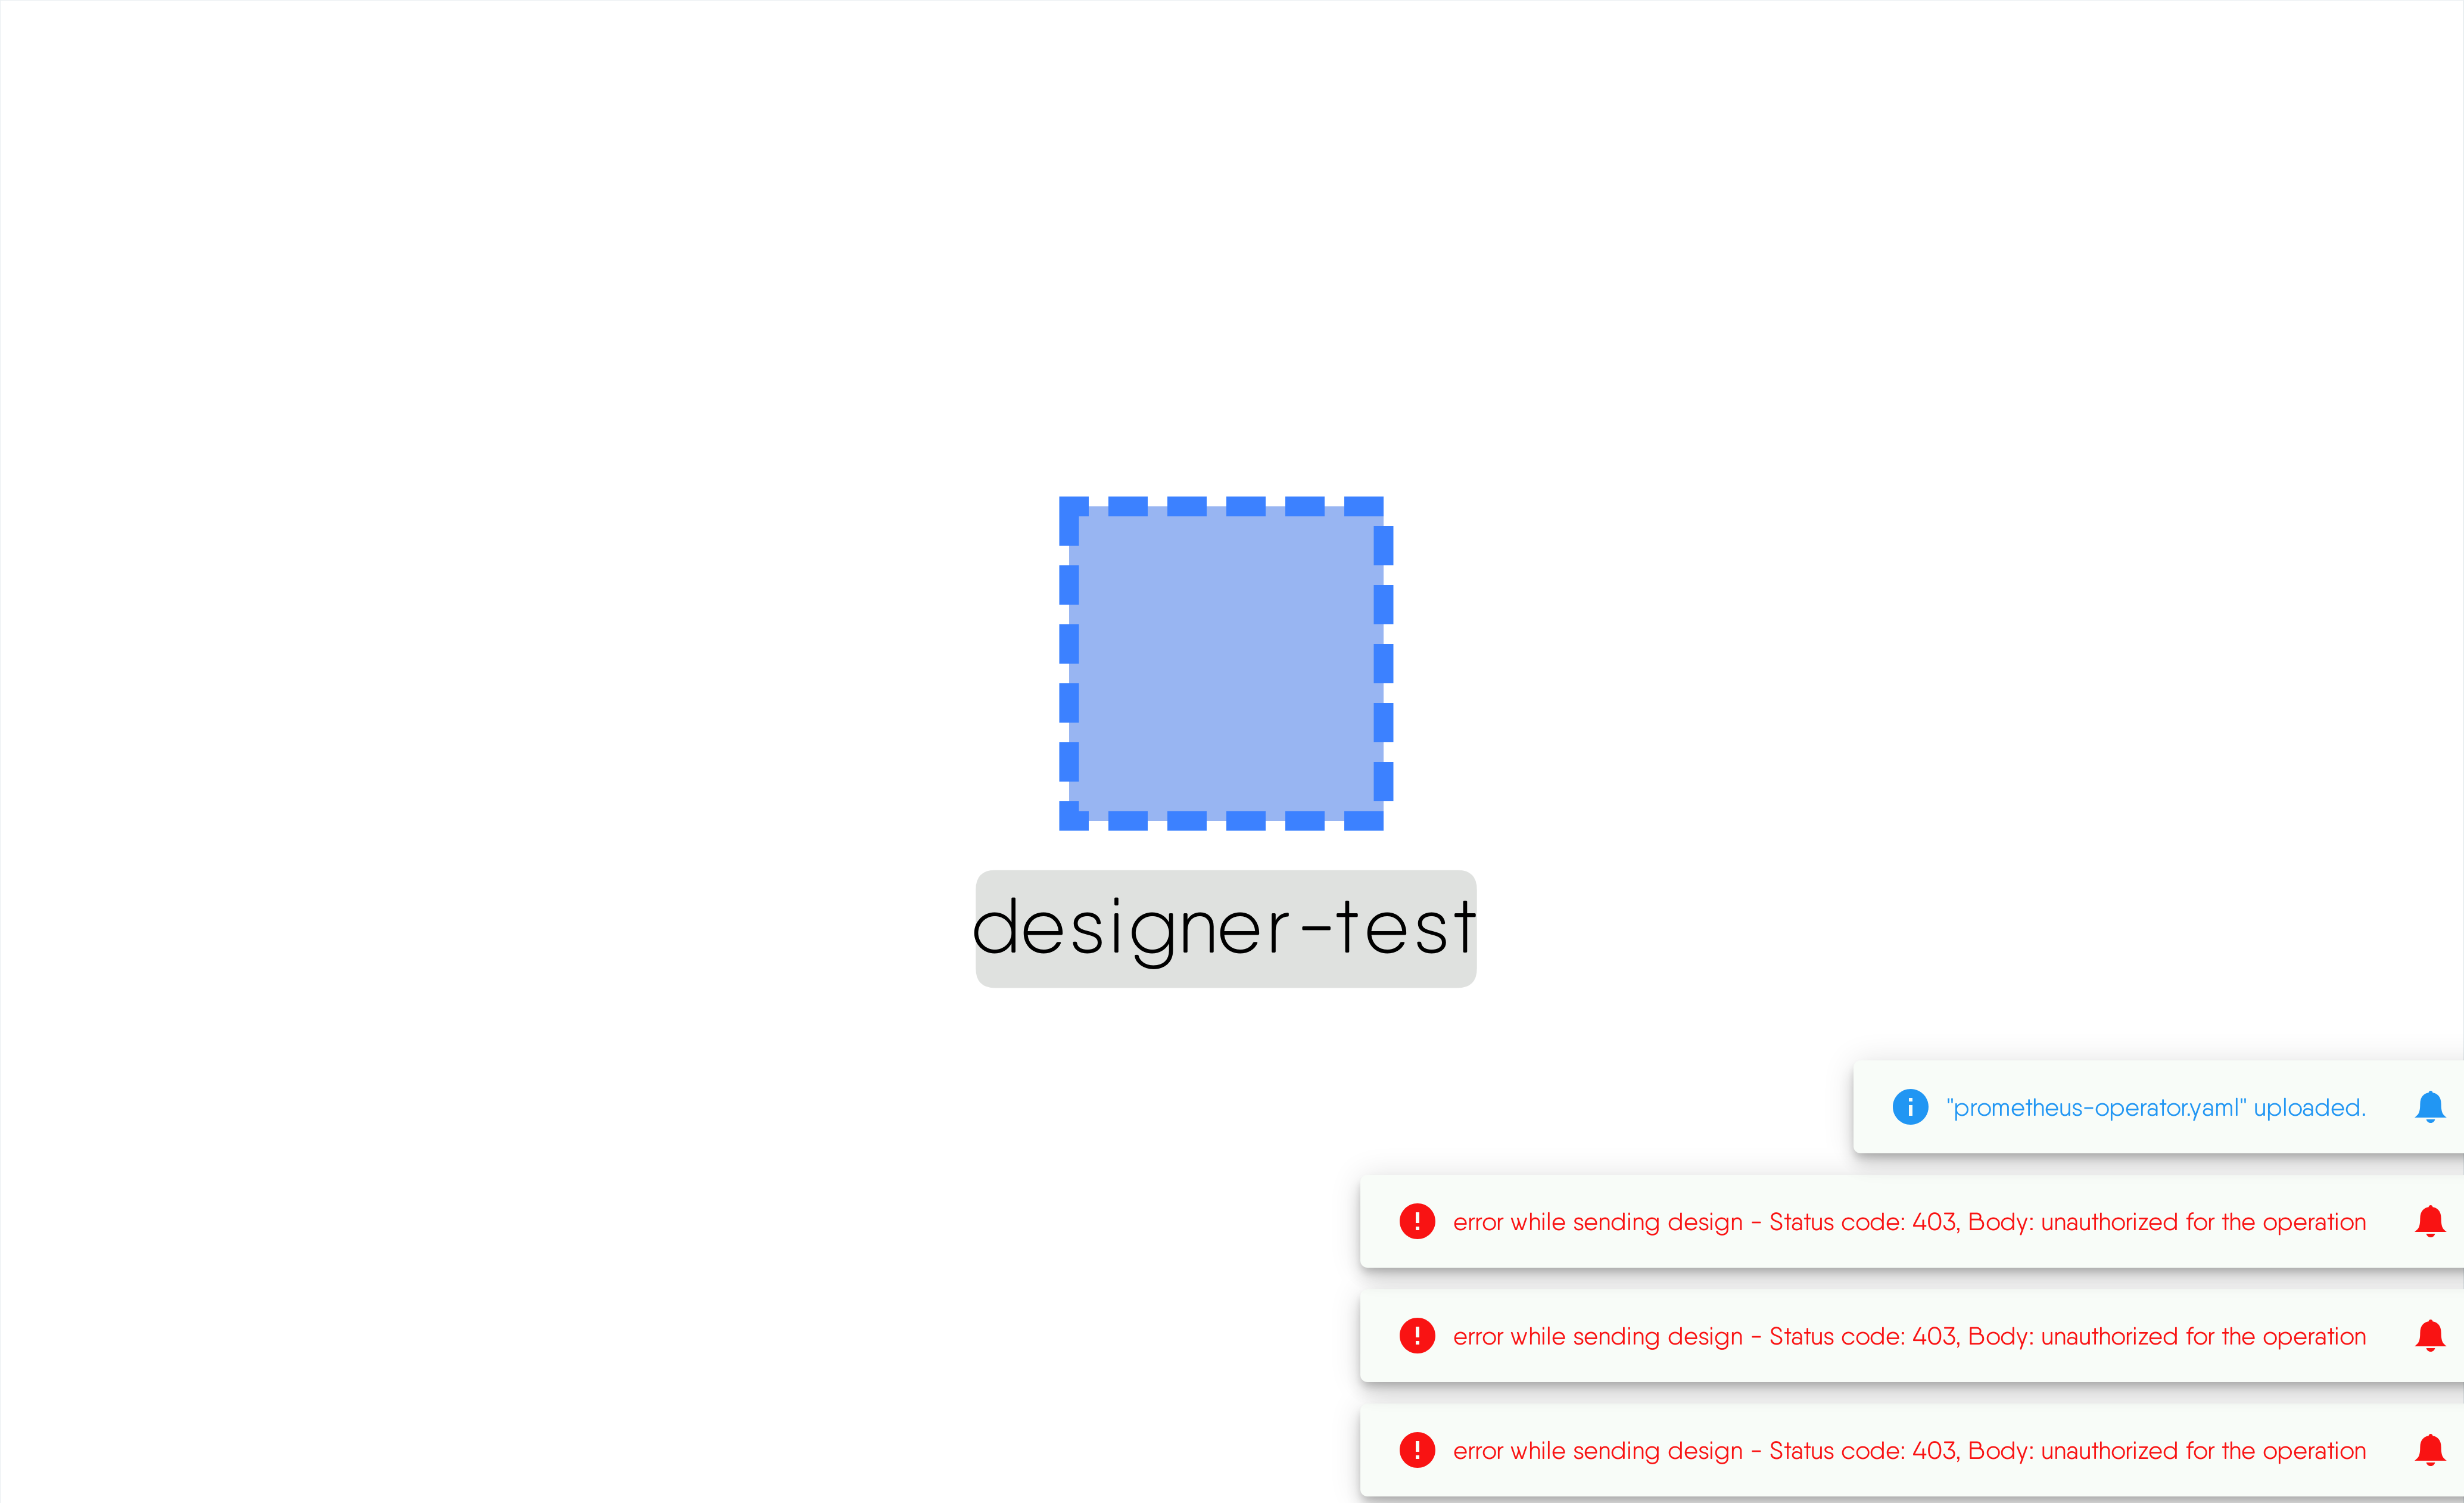 designer-test
"prometheus-operator.yaml" uploaded.
error while sending design - Status code: 403, Body: unauthorized for the operation
error while sending design - Status code: 403, Body: unauthorized for the operation
error while sending design - Status code: 403, Body: unauthorized for the operation